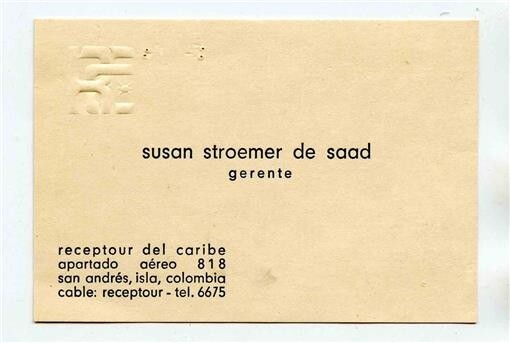 susan stroemer de saad
gerente
receptour del caribe
apartado aéreo 818
san andrés, isla, colombia
cable: receptour - tel. 6675